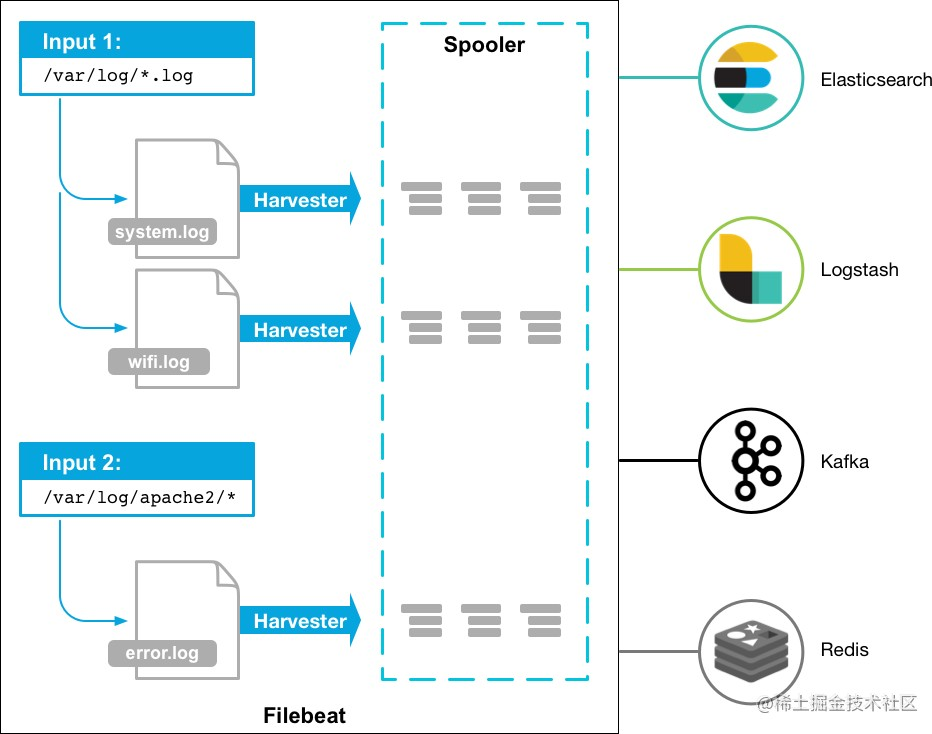 Input 1:
/var/log/*.log
Spooler
system.log
Harvester
wifi.log
Harvester
Input 2:
/var/log/apache2/*
error.log
Harvester
Filebeat
Elasticsearch
Logstash
Kafka
Redis
@稀土掘金技术社区